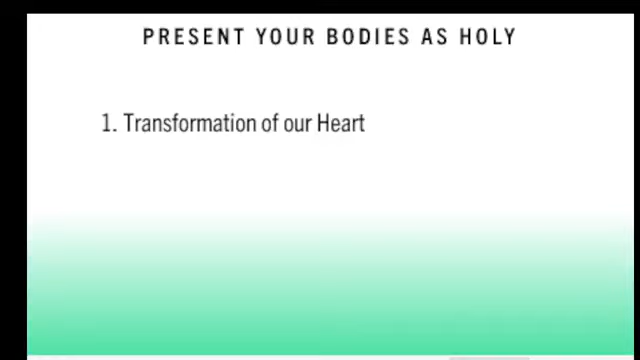 PRESENT YOUR BODIES AS HOLY
1. Transformation of our Heart